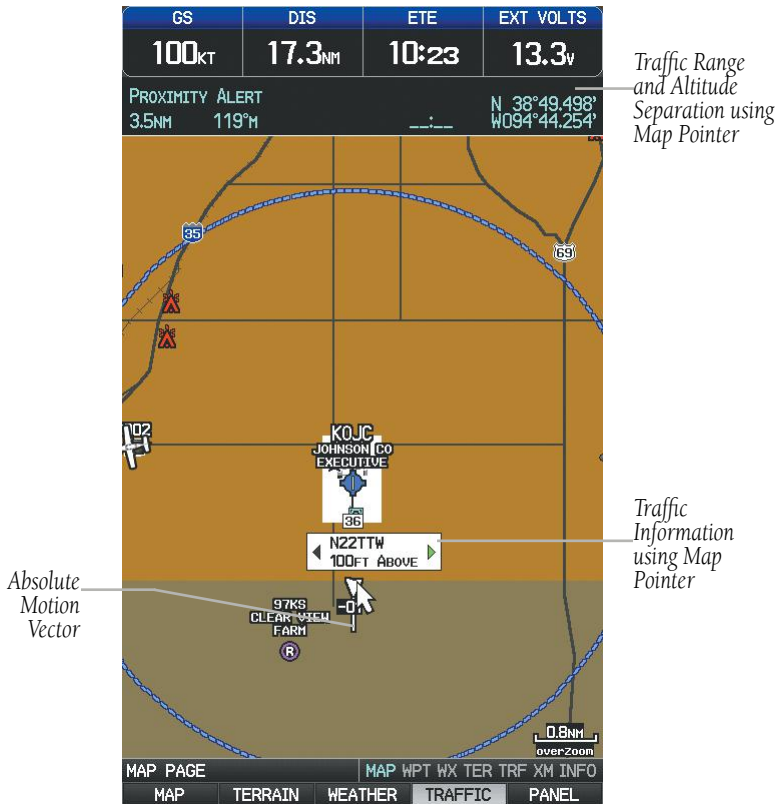 GS DIS ETE EXT VOLTS
100KT 17.3NM 10:23 13.3V
PROXIMITY ALERT
3.5NM 119°M __:__
N 38°49.498'
W094°44.254'
Traffic Range
and Altitude
Separation using
Map Pointer
35
69
02
KOJC
JOHNSON CO
EXECUTIVE
36
N22TTW
100FT ABOVE
Traffic
Information
using Map
Pointer
Absolute
Motion
Vector
97KS
CLEAR VIEW
FARM
R
0.8NM
overzoom
MAP PAGE
MAP WPT WX TER TRF XM INFO
MAP TERRAIN WEATHER TRAFFIC PANEL